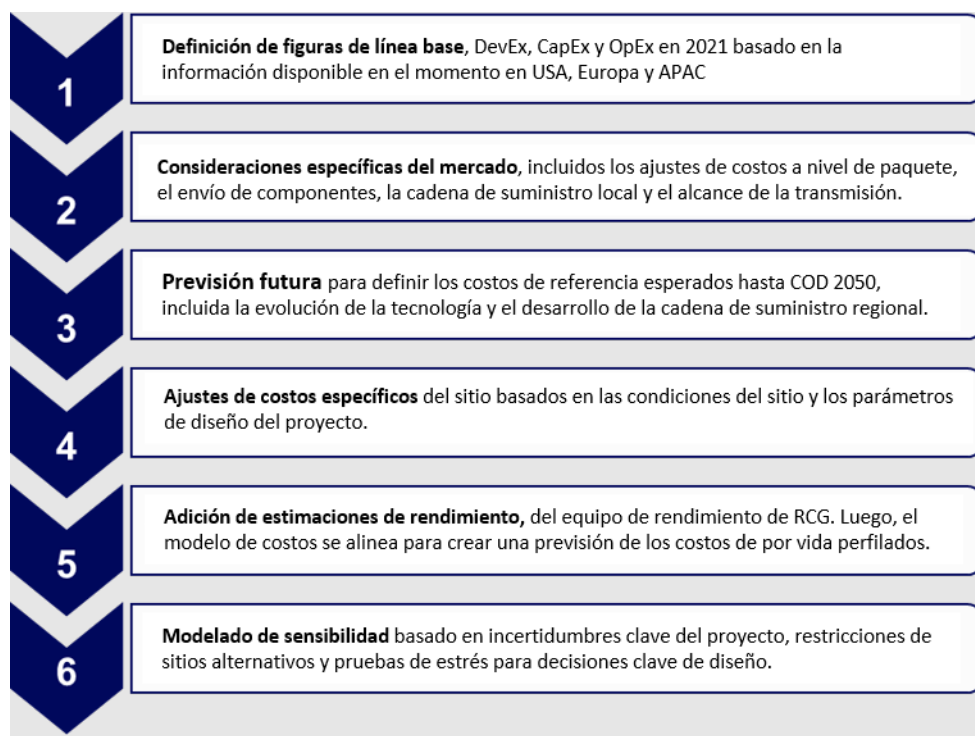 1
Definición de figuras de línea base, DevEx, CapEx y OpEx en 2021 basado en la
información disponible en el momento en USA, Europa y APAC
2
Consideraciones específicas del mercado, incluidos los ajustes de costos a nivel de paquete,
el envío de componentes, la cadena de suministro local y el alcance de la transmisión.
3
Previsión futura para definir los costos de referencia esperados hasta COD 2050,
incluida la evolución de la tecnología y el desarrollo de la cadena de suministro regional.
4
Ajustes de costos específicos del sitio basados en las condiciones del sitio y los parámetros
de diseño del proyecto.
5
Adición de estimaciones de rendimiento, del equipo de rendimiento de RCG. Luego, el
modelo de costos se alinea para crear una previsión de los costos de por vida perfilados.
6
Modelado de sensibilidad basado en incertidumbres clave del proyecto, restricciones de
sitios alternativos y pruebas de estrés para decisiones clave de diseño.